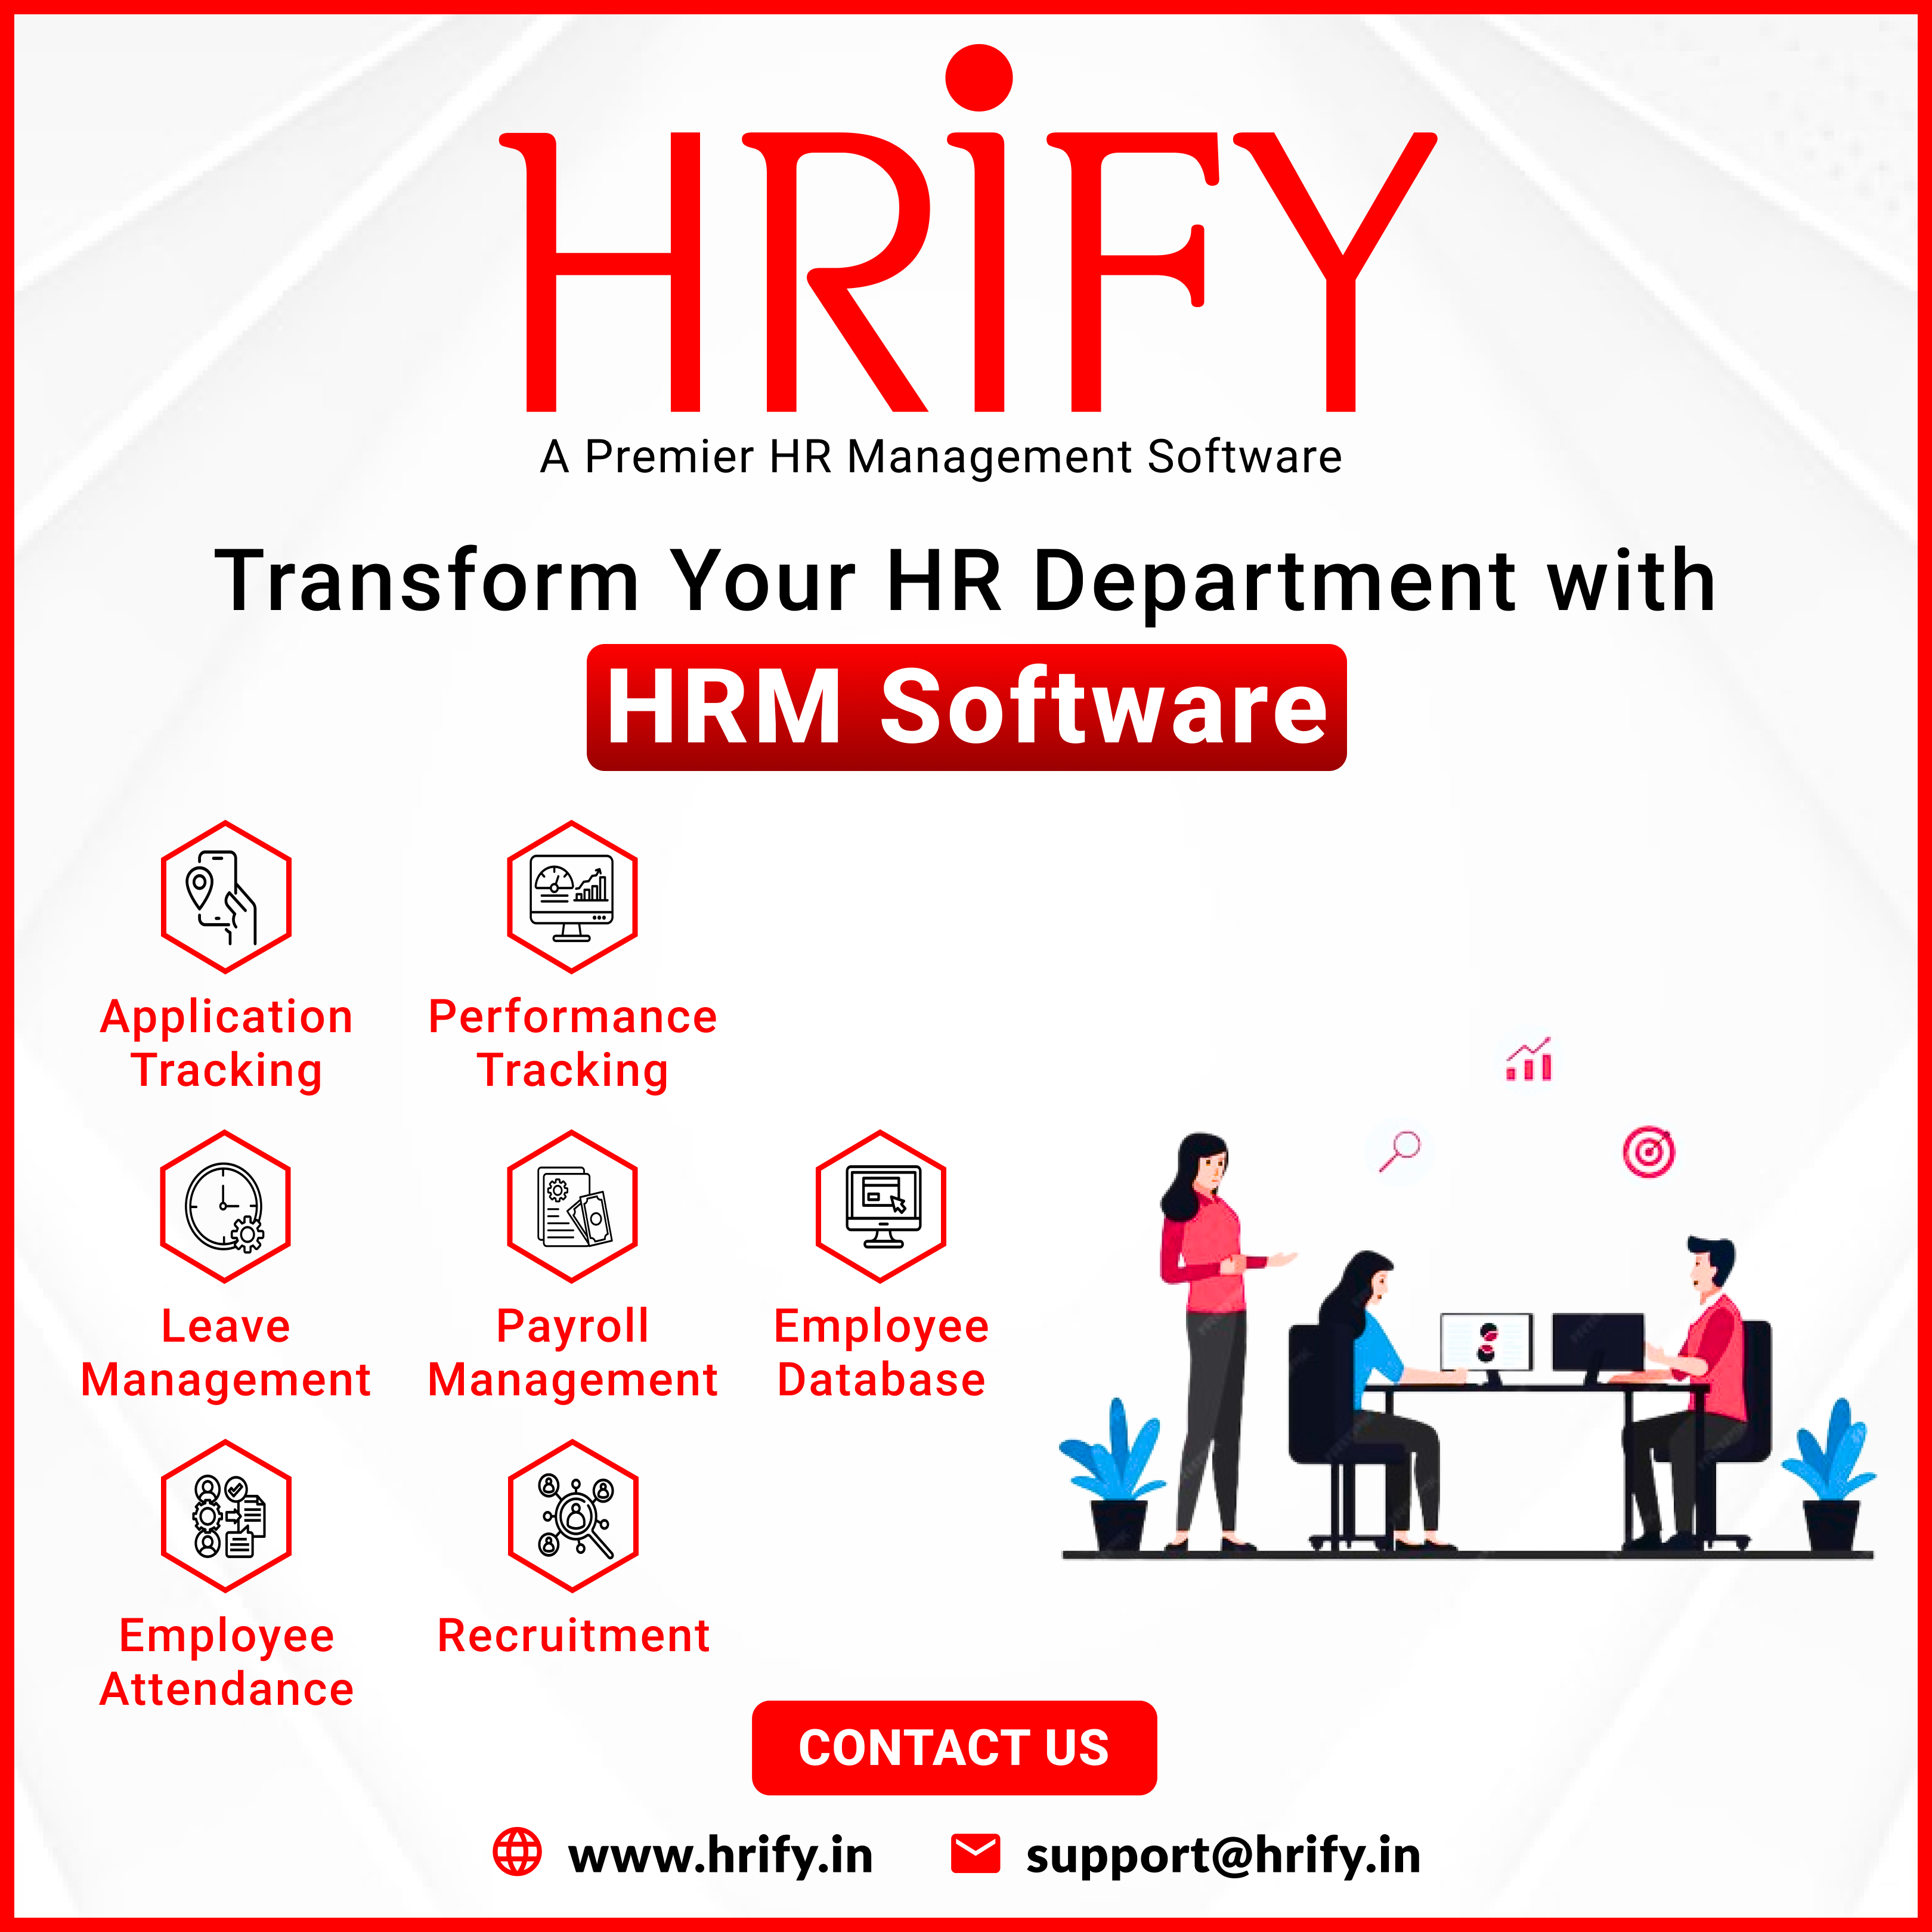 HRiFY
A Premier HR Management Software
Transform Your HR Department with
HRM Software
Application
Tracking
Performance
Tracking
Leave
Management
Payroll
Management
Employee
Database
Employee
Attendance
Recruitment
CONTACT US
www.hrify.in
support@hrify.in